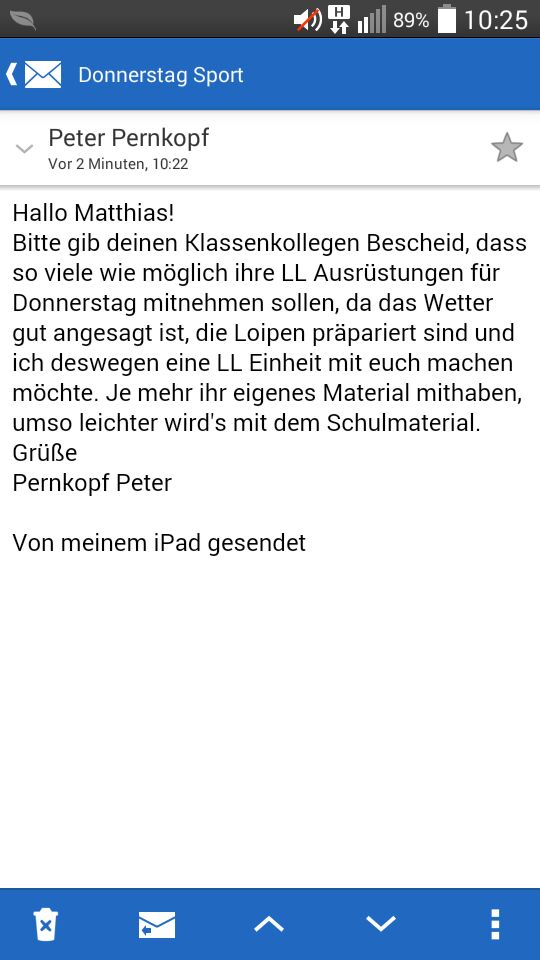 H 89% 10:25
Donnerstag Sport
Peter Pernkopf
Vor 2 Minuten, 10:22
Hallo Matthias!
Bitte gib deinen Klassenkollegen Bescheid, dass
so viele wie möglich ihre LL Ausrüstungen für
Donnerstag mitnehmen sollen, da das Wetter
gut angesagt ist, die Loipen präpariert sind und
ich deswegen eine LL Einheit mit euch machen
möchte. Je mehr ihr eigenes Material mithaben,
umso leichter wird's mit dem Schulmaterial.
Grüße
Pernkopf Peter
Von meinem iPad gesendet